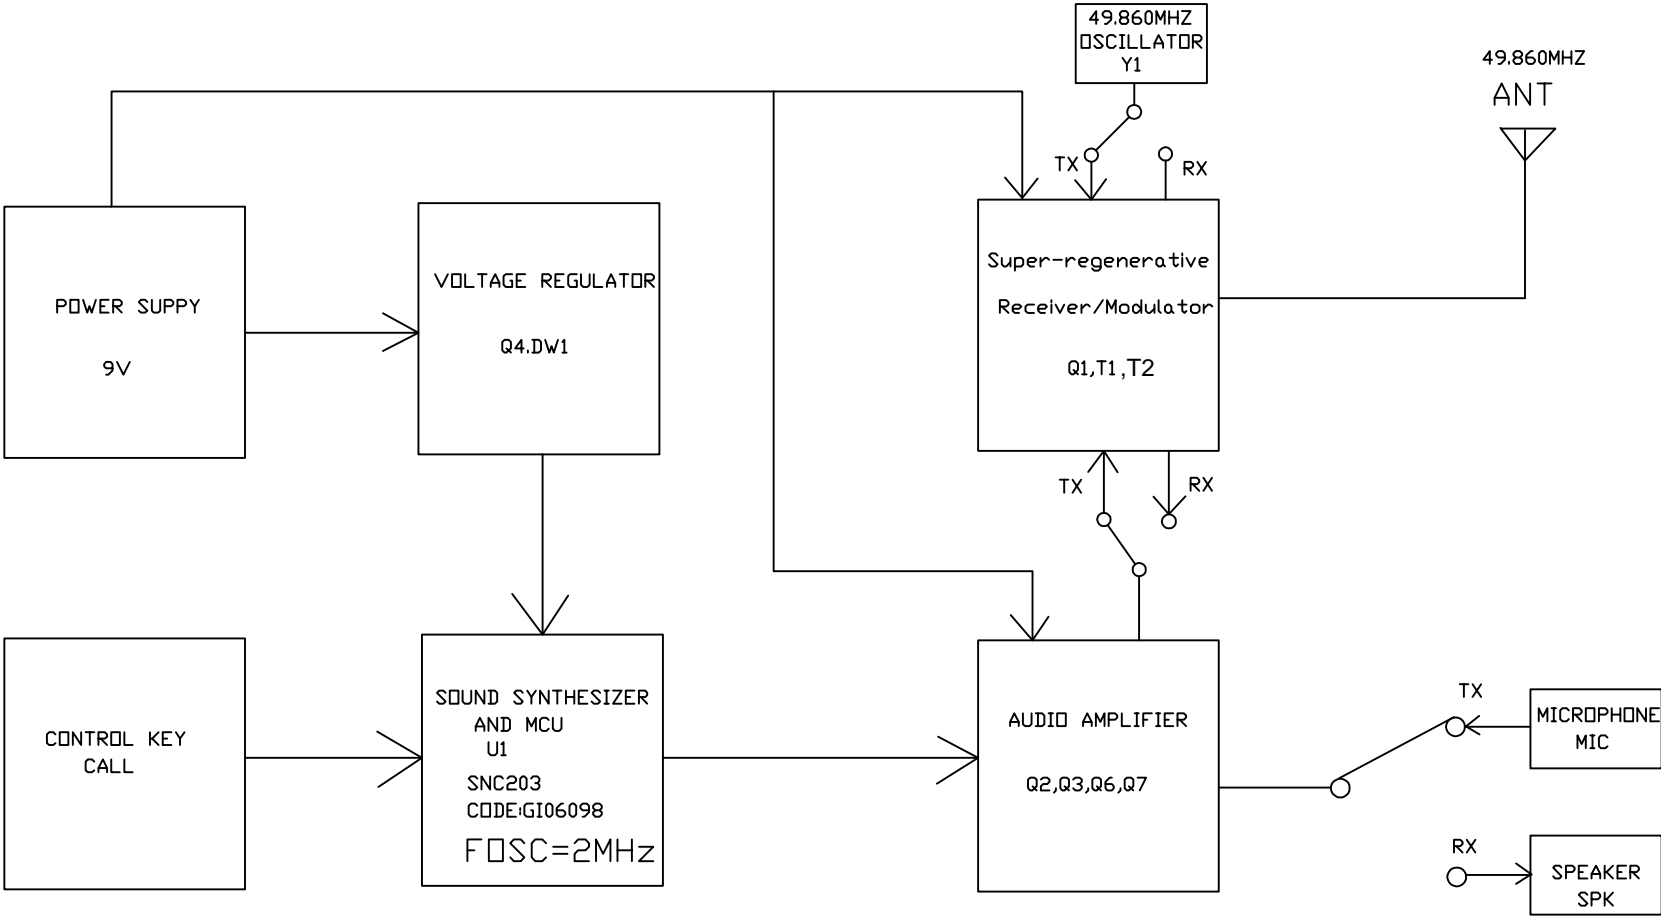 49.860MHZ
OSCILLATOR
Y1
49.860MHZ
ANT
TX
RX
POWER SUPPY
9V
VOLTAGE REGULATOR
Q4.DW1
Super-regenerative
Receiver/Modulator
Q1,T1,T2
TX
RX
CONTROL KEY
CALL
SOUND SYNTHESIZER
AND MCU
U1
SNC203
CODE:GI06098
FOSC=2MHz
AUDIO AMPLIFIER
Q2,Q3,Q6,Q7
TX
MICROPHONE
MIC
RX
SPEAKER
SPK